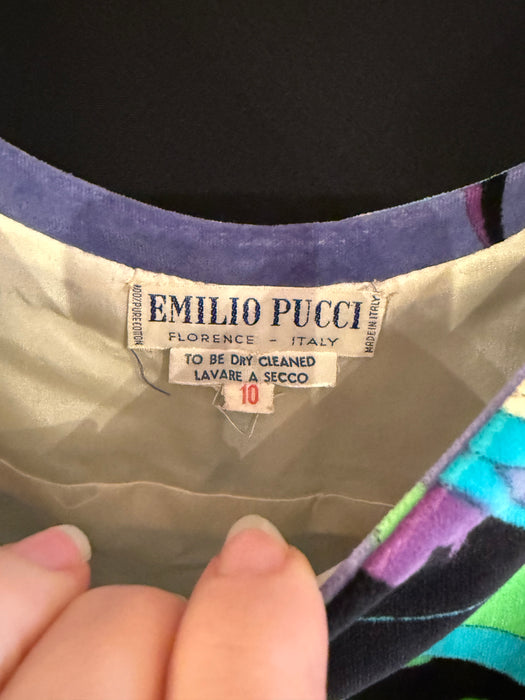 EMILIO PUCCI
FLORENCE - ITALY
100% PURE COTTON
MADE IN ITALY
TO BE DRY CLEANED
LAVARE A SECCO
10